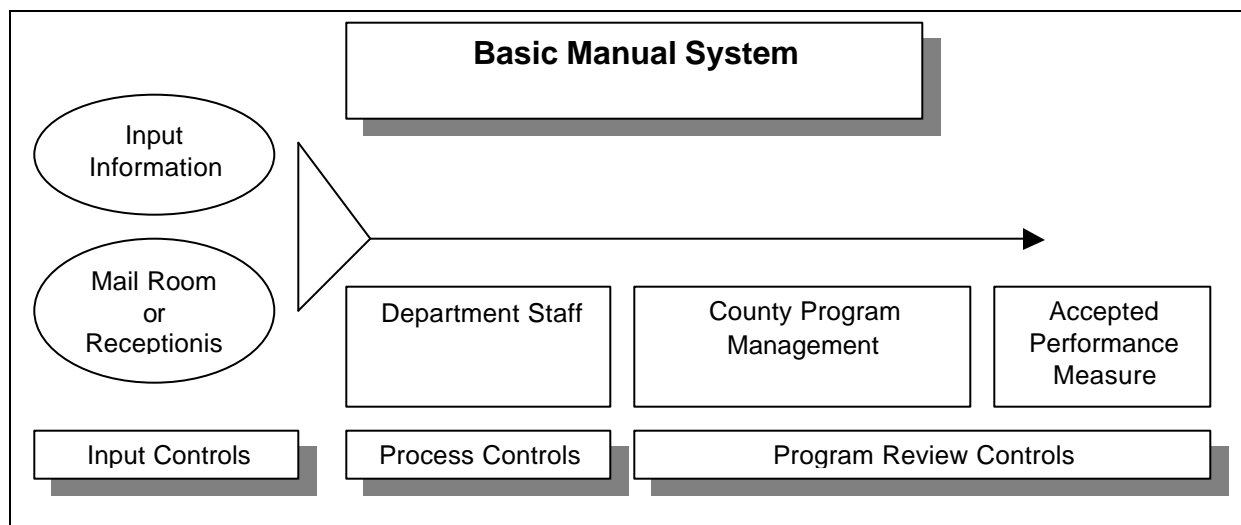 Basic Manual System
Input
Information
Mail Room
or
Receptionis
Department Staff
County Program
Management
Accepted
Performance
Measure
Input Controls
Process Controls
Program Review Controls